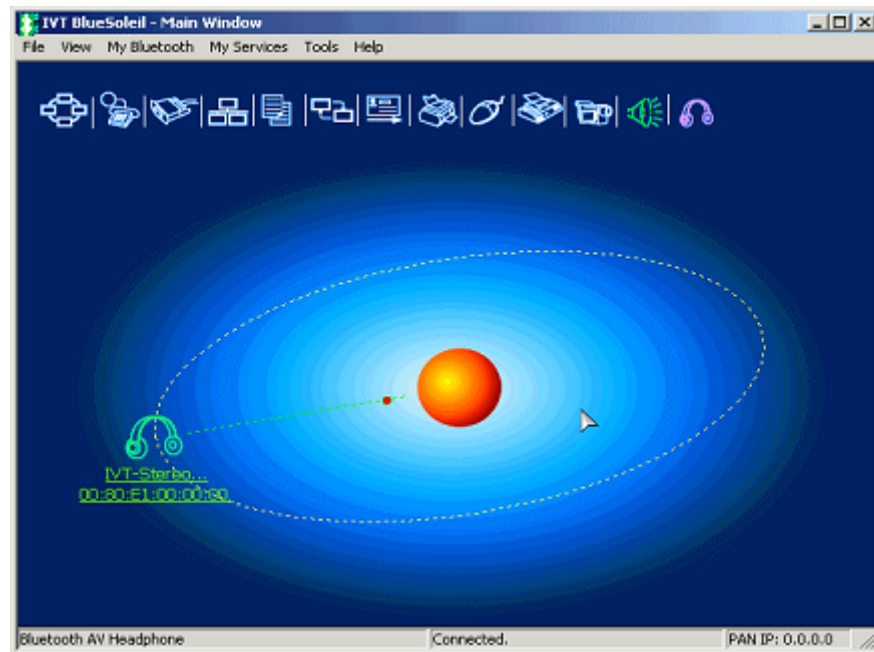 IVT BlueSoleil - Main Window
File View My Bluetooth My Services Tools Help
IVT-Stereo...
Bluetooth AV Headphone Connected. PAN IP: 0.0.0.0